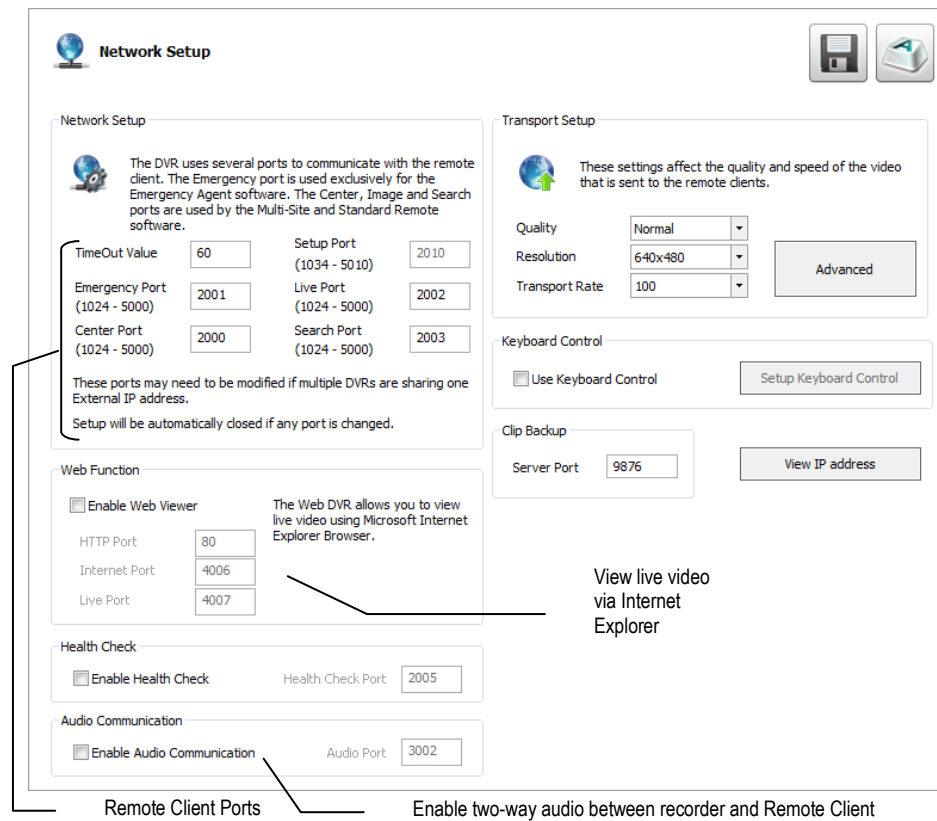 Network Setup
A
Network Setup
The DVR uses several ports to communicate with the remote
client. The Emergency port is used exclusively for the
Emergency Agent software. The Center, Image and Search
ports are used by the Multi-Site and Standard Remote
software.
TimeOut Value 60 Setup Port 2010
(1034 - 5010)
Emergency Port 2001 Live Port 2002
(1024 - 5000) (1024 - 5000)
Center Port 2000 Search Port 2003
(1024 - 5000) (1024 - 5000)
These ports may need to be modified if multiple DVRs are sharing one
External IP address.
Setup will be automatically closed if any port is changed.
Web Function
Enable Web Viewer
The Web DVR allows you to view
live video using Microsoft Internet
Explorer Browser.
HTTP Port 80
Internet Port 4006
Live Port 4007
Health Check
Enable Health Check Health Check Port 2005
Audio Communication
Enable Audio Communication Audio Port 3002
Transport Setup
These settings affect the quality and speed of the video
that is sent to the remote clients.
Quality Normal
Resolution 640x480
Transport Rate 100
Advanced
Keyboard Control
Use Keyboard Control Setup Keyboard Control
Clip Backup
Server Port 9876
View IP address
View live video
via Internet
Explorer
Remote Client Ports
Enable two-way audio between recorder and Remote Client